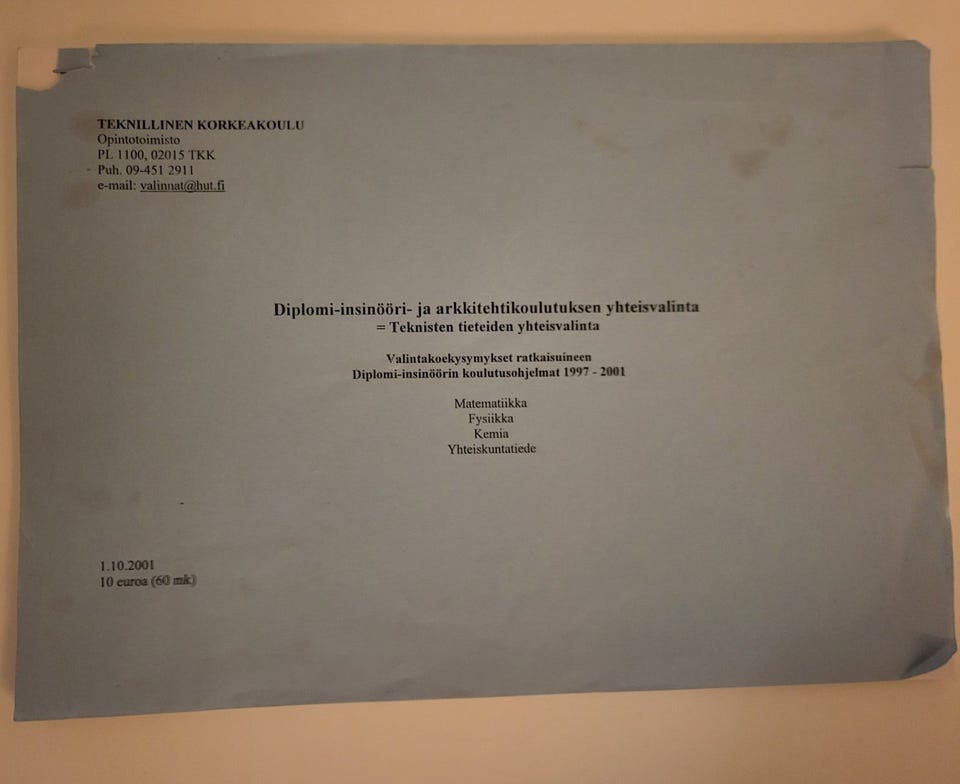 TEKNILLINEN KORKEAKOULU
Opintotoimisto
PL 1100, 02015 TKK
Puh. 09-451 2911
e-mail: valinnat@hut.fi
Diplomi-insinööri- ja arkkitehtikoulutuksen yhteisvalinta
= Teknisten tieteiden yhteisvalinta
Valintakoekysymykset ratkaisuineen
Diplomi-insinöörin koulutusohjelmat 1997 - 2001
Matematiikka
Fysiikka
Kemia
Yhteiskuntatiede
1.10.2001
10 euroa (60 mk)